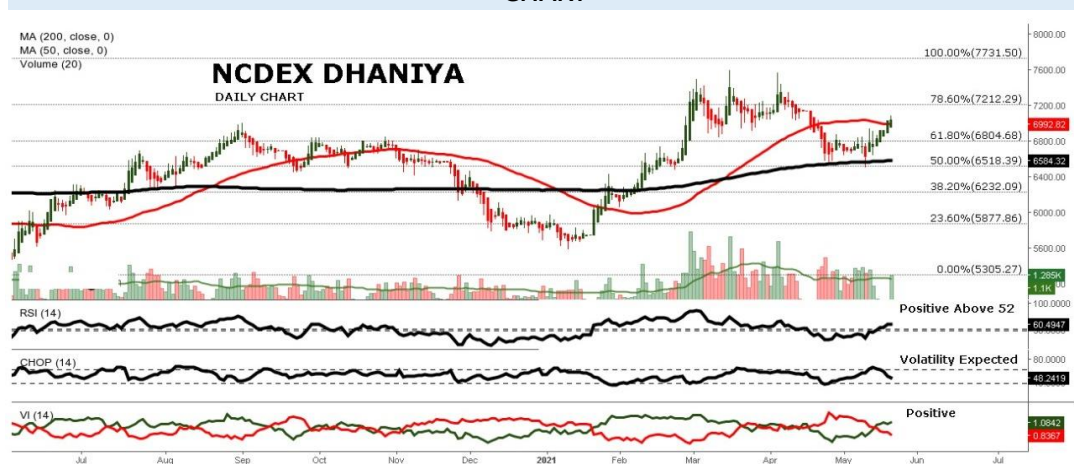 MA (200, close, 0)
MA (50, close, 0)
Volume (20)
NCDEX DHANIYA
DAILY CHART
8000.00
100.00%(7731.50)
7600.00
78.60%(7212.29)
7200.00
6992.82
61.80%(6804.68)
6584.32
50.00%(6518.39)
6400.00
38.20%(6232.09)
6000.00
23.60%(5877.86)
5600.00
0.00%(5305.27)
1.285K
1.1K
RSI (14)
Positive Above 52
100.0000
60.4947
CHOP (14)
Volatility Expected
80.0000
48.2419
VI (14)
Positive
1.0842
0.8367
Jul Aug Sep Oct Nov Dec 2021 Feb Mar Apr May Jun Jul